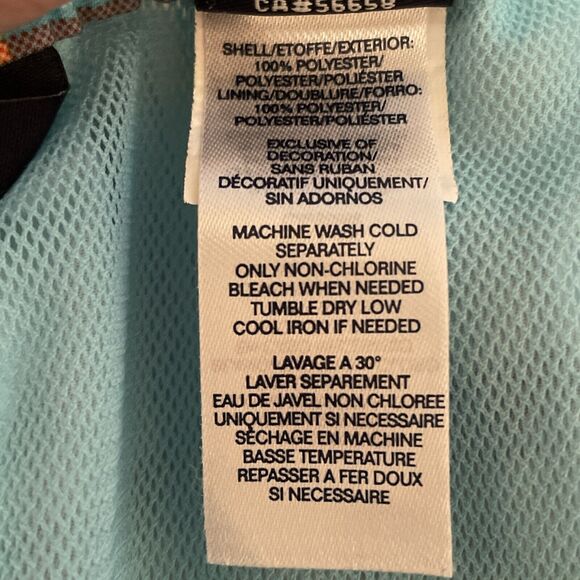 CA#56658
SHELL/ETOFFE/EXTERIOR:
100% POLYESTER/
POLYESTER/POLIÉSTER
LINING/DOUBLURE/FORRO:
100% POLYESTER/
POLYESTER/POLIÉSTER
EXCLUSIVE OF
DECORATION/
SANS RUBAN
DÉCORATIF UNIQUEMENT/
SIN ADORNOS
MACHINE WASH COLD
SEPARATELY
ONLY NON-CHLORINE
BLEACH WHEN NEEDED
TUMBLE DRY LOW
COOL IRON IF NEEDED
LAVAGE A 30°
LAVER SEPAREMENT
EAU DE JAVEL NON CHLOREE
UNIQUEMENT SI NECESSAIRE
SÉCHAGE EN MACHINE
BASSE TEMPERATURE
REPASSER A FER DOUX
SI NECESSAIRE